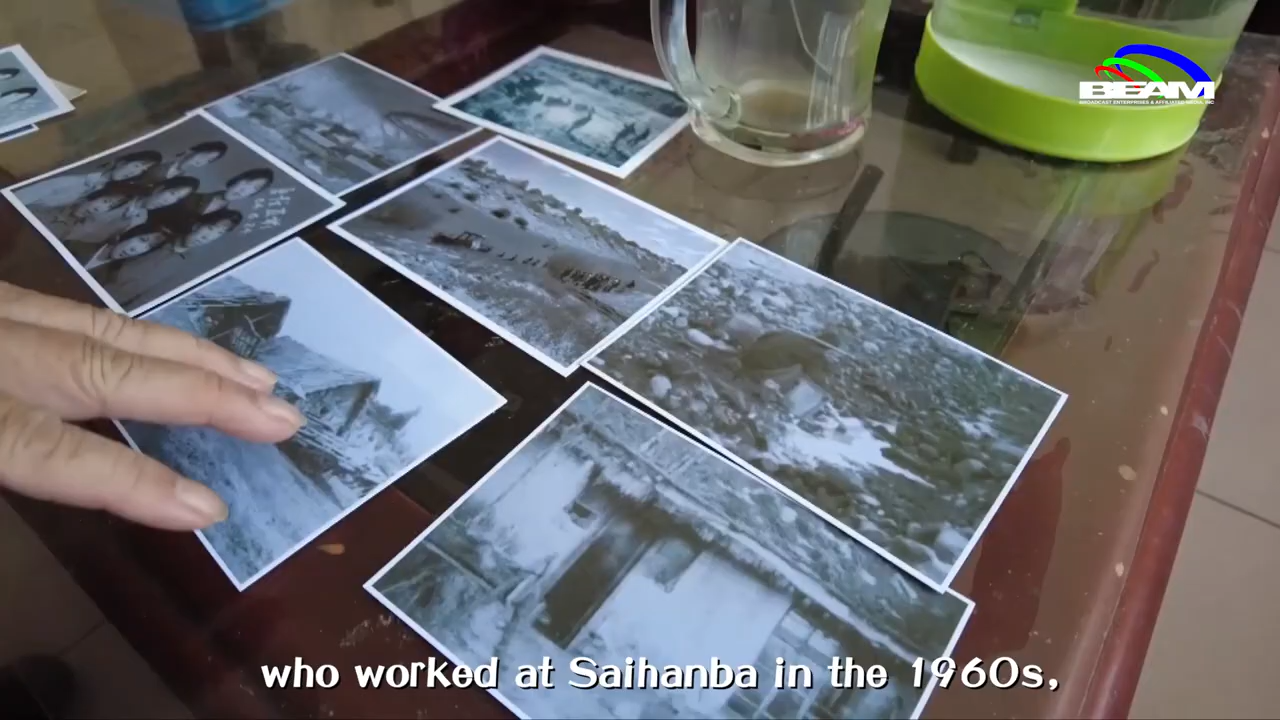 BEAM
BROADCAST ENTERPRISES & AFFILIATED MEDIA, INC
who worked at Saihanba in the 1960s,